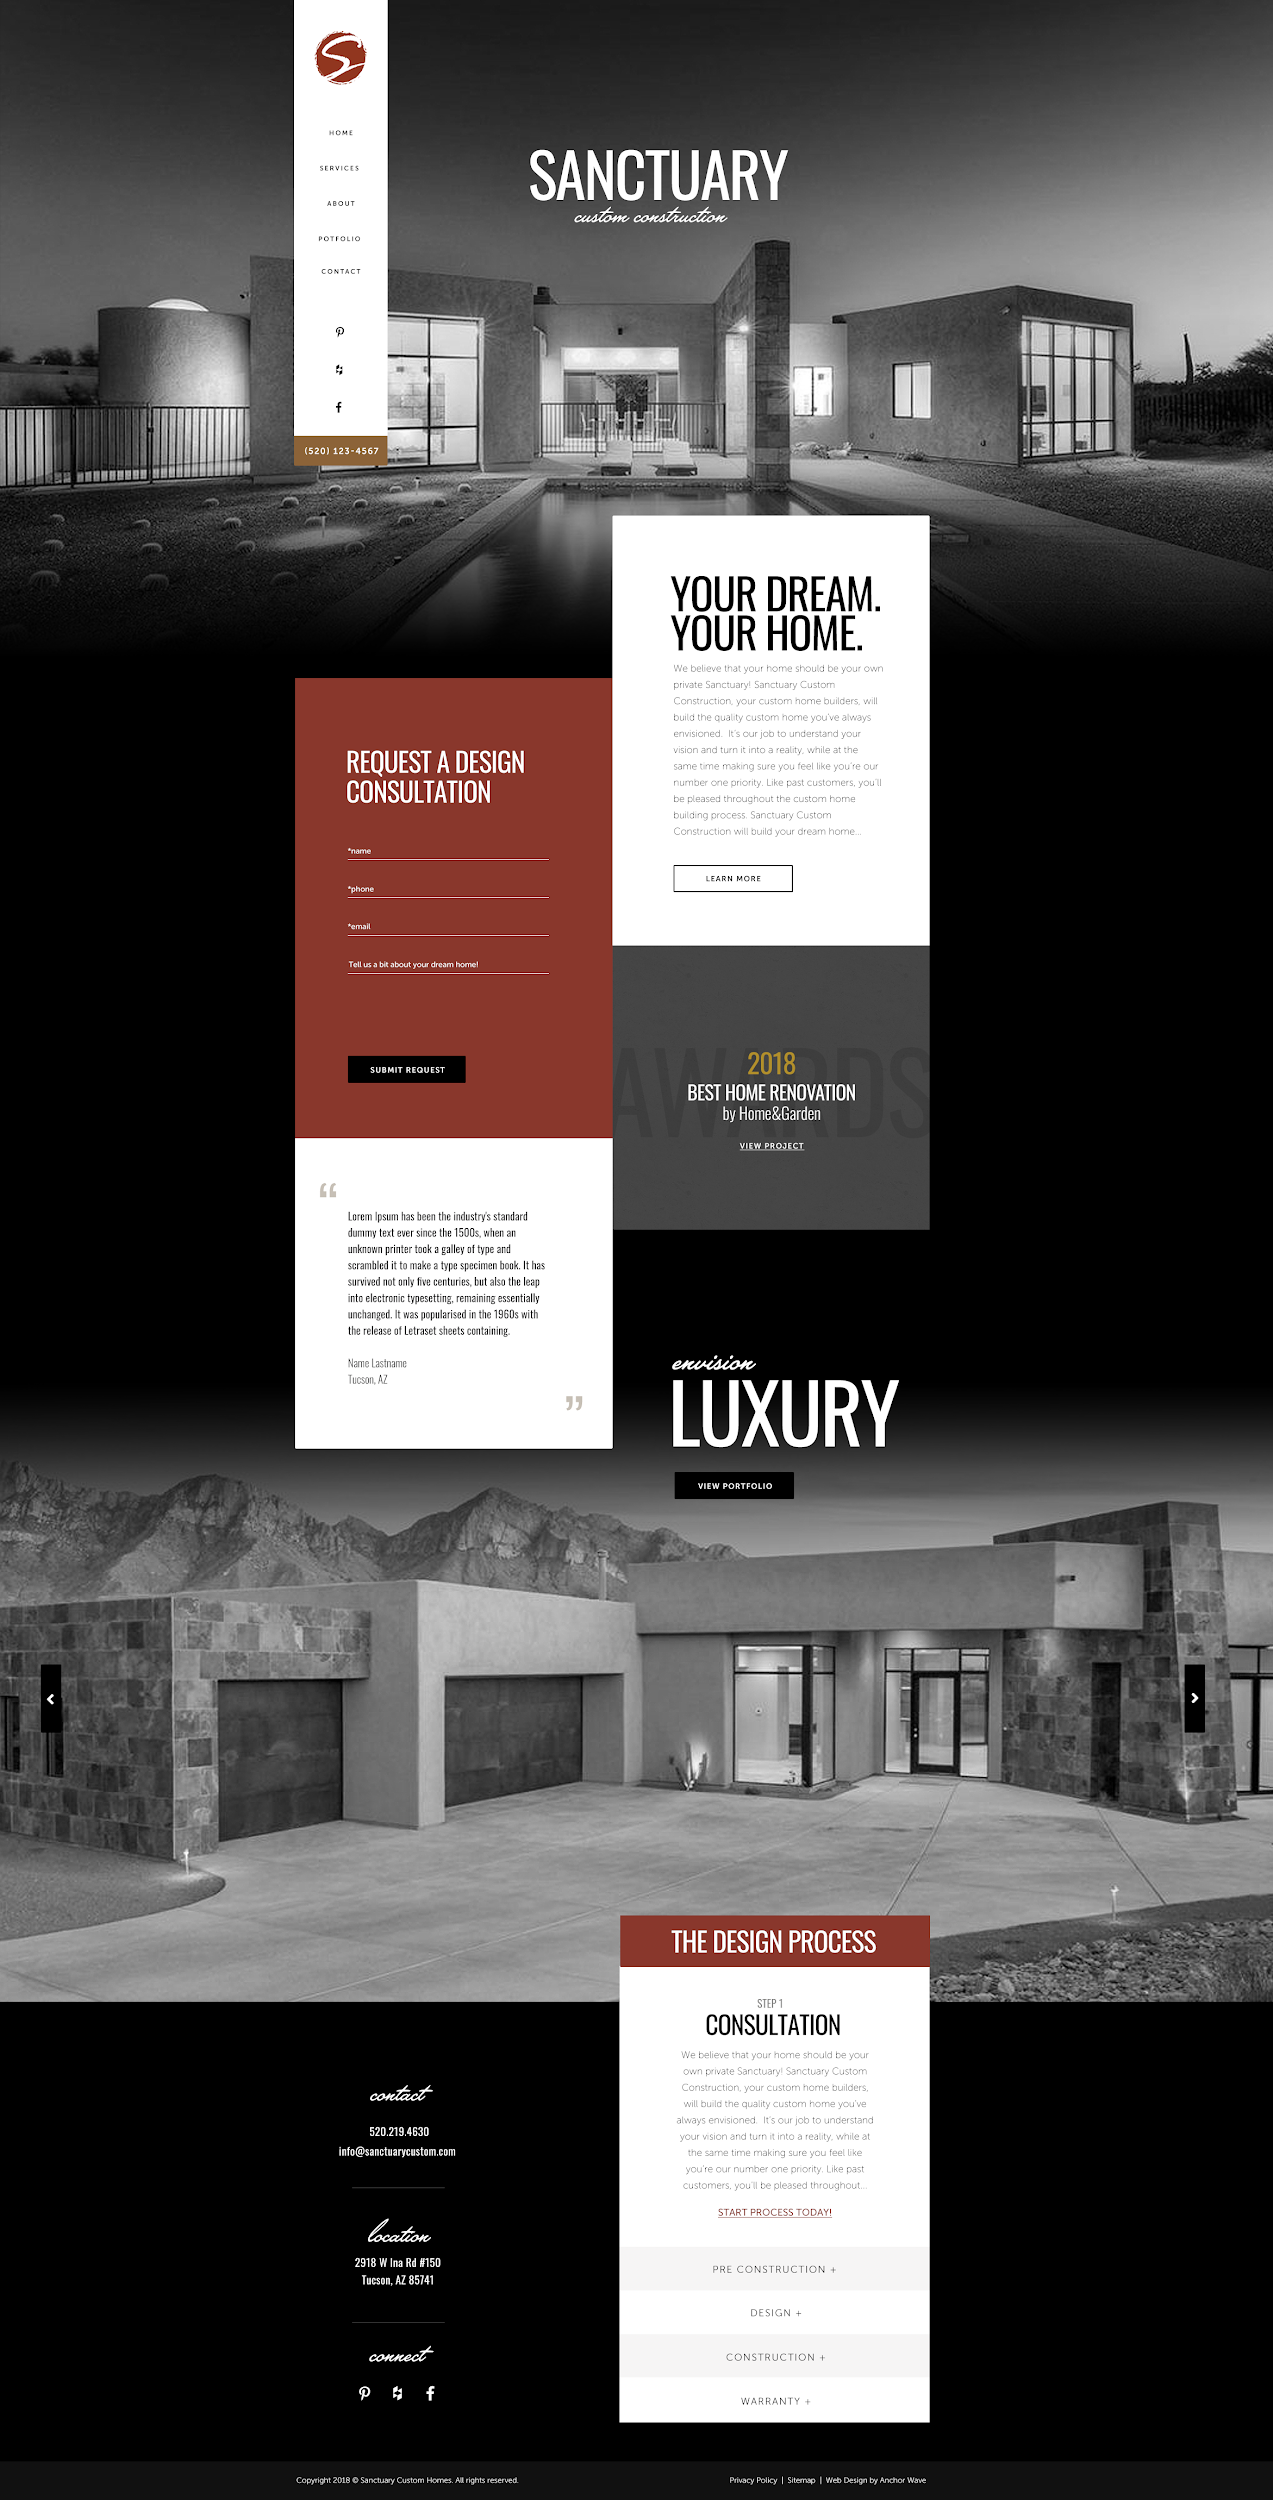 HOME
SERVICES
ABOUT
POTFOLIO
CONTACT
(520) 123-4567
SANCTUARY
custom construction
YOUR DREAM.
YOUR HOME.
We believe that your home should be your own
private Sanctuary! Sanctuary Custom
Construction, your custom home builders, will
build the quality custom home you've always
envisioned.  It's our job to understand your
vision and turn it into a reality, while at the
same time making sure you feel like you're our
number one priority. Like past customers, you'll
be pleased throughout the custom home
building process. Sanctuary Custom
Construction will build your dream home...
LEARN MORE
REQUEST A DESIGN
CONSULTATION
*name
*phone
*email
Tell us a bit about your dream home!
SUBMIT REQUEST
AWARDS
2018
BEST HOME RENOVATION
by Home&Garden
VIEW PROJECT
“
Lorem Ipsum has been the industry's standard
dummy text ever since the 1500s, when an
unknown printer took a galley of type and
scrambled it to make a type specimen book. It has
survived not only five centuries, but also the leap
into electronic typesetting, remaining essentially
unchanged. It was popularised in the 1960s with
the release of Letraset sheets containing.
Name Lastname
Tucson, AZ
”
envision
LUXURY
VIEW PORTFOLIO
THE DESIGN PROCESS
STEP 1
CONSULTATION
We believe that your home should be your
own private Sanctuary! Sanctuary Custom
Construction, your custom home builders,
will build the quality custom home you've
always envisioned.  It's our job to understand
your vision and turn it into a reality, while at
the same time making sure you feel like
you're our number one priority. Like past
customers, you'll be pleased throughout...
START PROCESS TODAY!
PRE CONSTRUCTION +
DESIGN +
CONSTRUCTION +
WARRANTY +
contact
520.219.4630
info@sanctuarycustom.com
location
2918 W Ina Rd #150
Tucson, AZ 85741
connect
Copyright 2018 © Sanctuary Custom Homes. All rights reserved.
Privacy Policy | Sitemap | Web Design by Anchor Wave